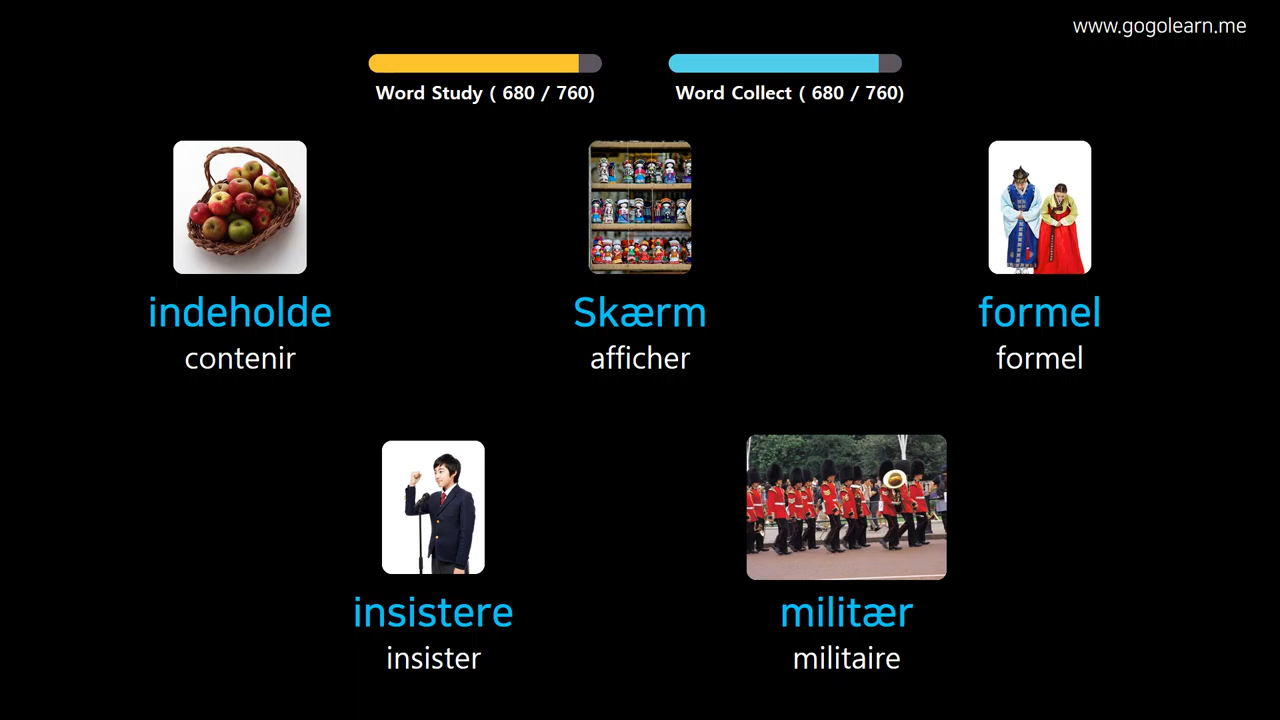 www.gogolearn.me
Word Study ( 680 / 760)
Word Collect ( 680 / 760)
indeholde
contenir
Skærm
afficher
formel
formel
insistere
insister
militær
militaire